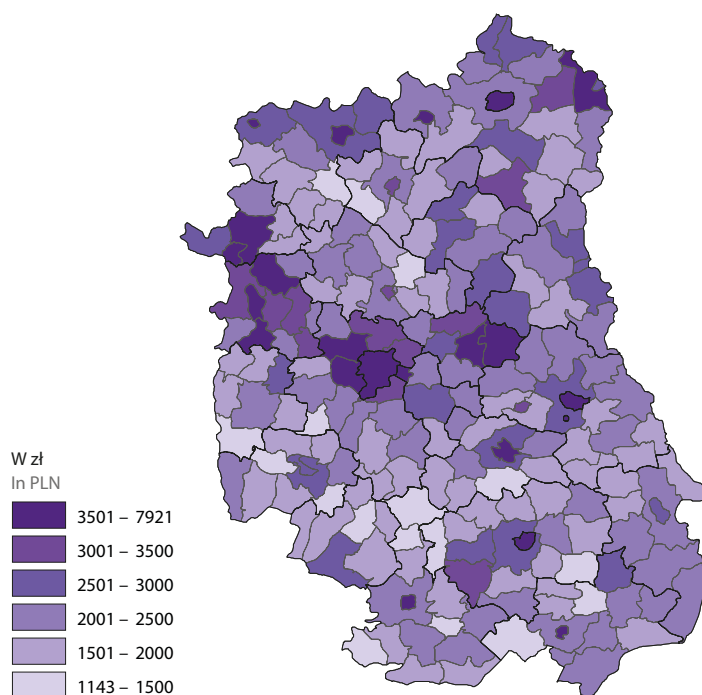 W zł
In PLN
3501 – 7921
3001 – 3500
2501 – 3000
2001 – 2500
1501 – 2000
1143 – 1500